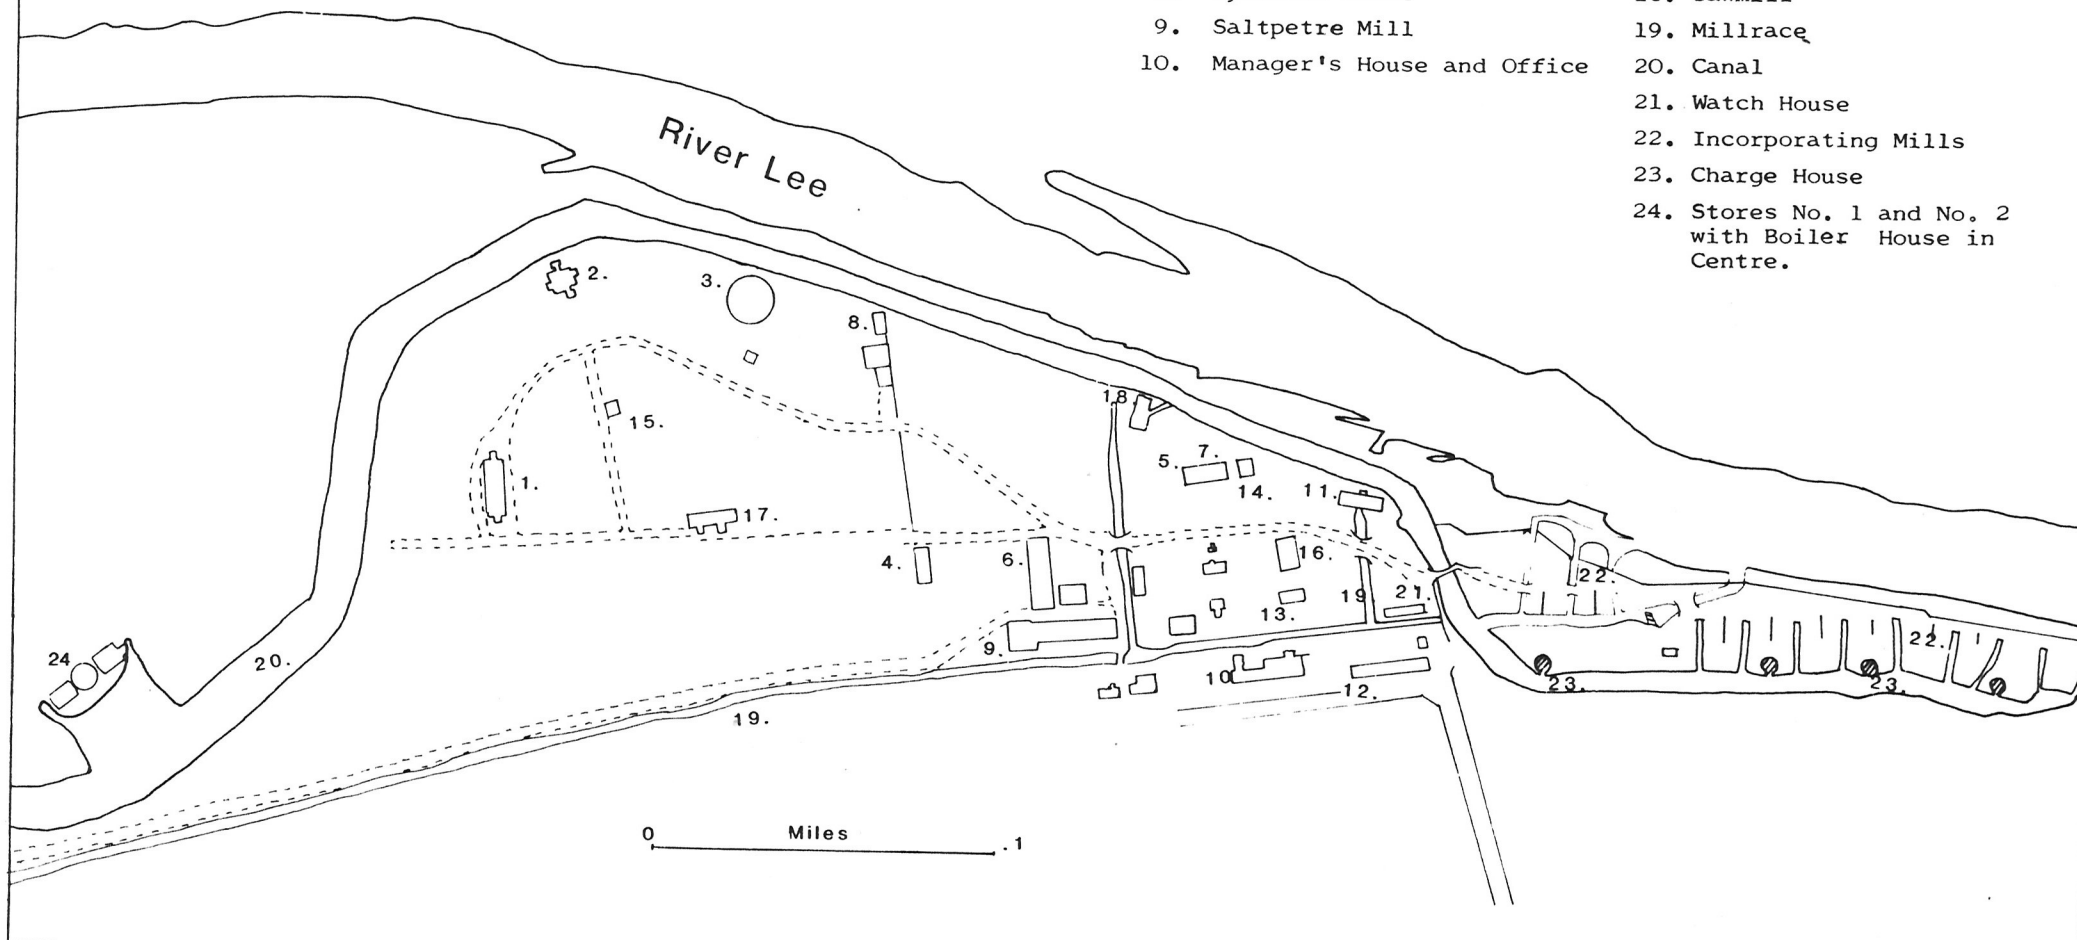 9. Saltpetre Mill
10. Manager's House and Office
19. Millrace
20. Canal
21. Watch House
22. Incorporating Mills
23. Charge House
24. Stores No. 1 and No. 2
with Boiler House in
Centre.
River Lee
2.
3.
8.
15.
18.
1.
17.
5.
7.
14.
11.
4.
6.
16.
22.
13.
19
21.
9.
24
20.
10
12.
23.
23.
22.
19.
0 Miles .1